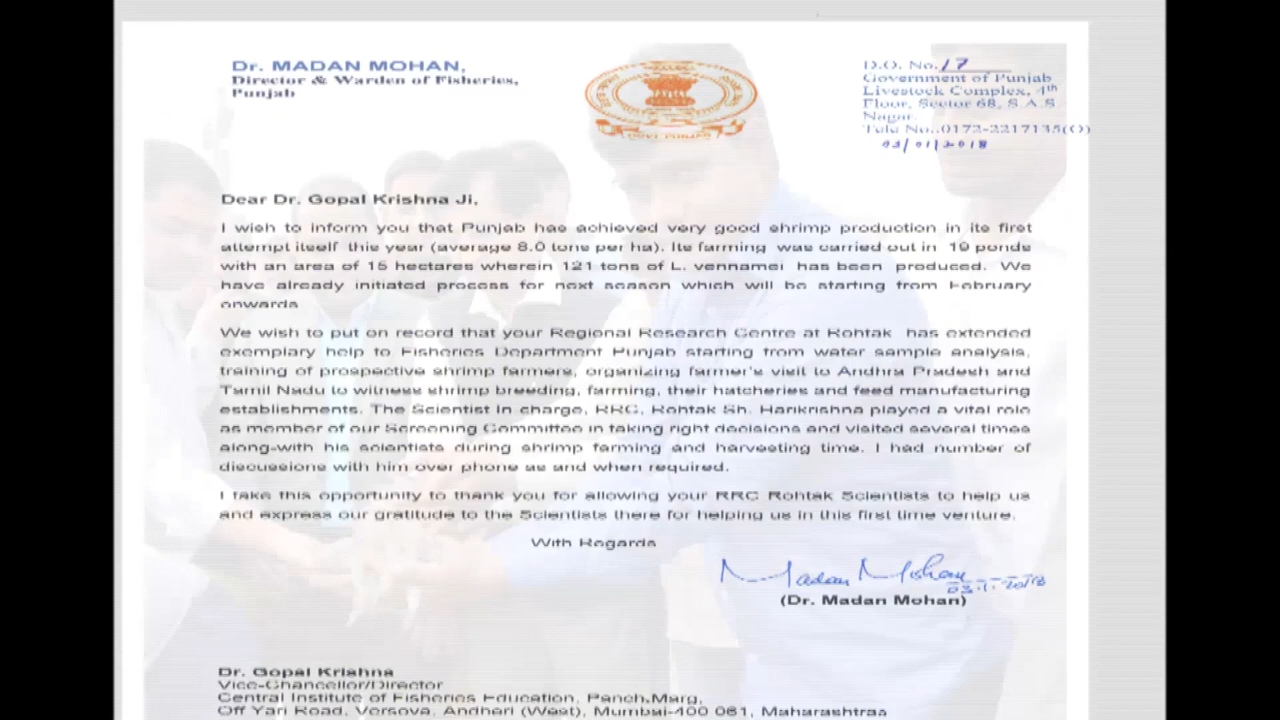 Dr. MADAN MOHAN,
Director & Warden of Fisheries,
Punjab
GOVT PUNJAB
D.O. No. 17
Government of Punjab
Livestock Complex, 4th
Floor, Sector 68, S A S
Nagar.
Tele No..0172-2217135(O)
03/01/2018
Dear Dr. Gopal Krishna Ji,
I wish to inform you that Punjab has achieved very good shrimp production in its first
attempt itself this year (average 8.0 tons per ha). Its farming was carried out in 19 ponds
with an area of 15 hectares wherein 121 tons of L. vennamei has been produced. We
have already initiated process for next season which will be starting from February
onwards
We wish to put on record that your Regional Research Centre at Rohtak has extended
exemplary help to Fisheries Department Punjab starting from water sample analysis,
training of prospective shrimp farmers, organizing farmer's visit to Andhra Pradesh and
Tamil Nadu to witness shrimp breeding, farming, their hatcheries and feed manufacturing
establishments. The Scientist In charge, RRC, Rohtak Sh. Harikrishna played a vital role
as member of our Screening Committee in taking right decisions and visited several times
along-with his scientists during shrimp farming and harvesting time. I had number of
discussions with him over phone as and when required.
I take this opportunity to thank you for allowing your RRC Rohtak Scientists to help us
and express our gratitude to the Scientists there for helping us in this first time venture.
With Regards
Madan Mohan
03.1.2018
(Dr. Madan Mohan)
Dr. Gopal Krishna
Vice-Chancellor/Director
Central Institute of Fisheries Education, Panch Marg,
Off Yari Road, Versova, Andheri (West), Mumbai-400 061, Maharashtraa